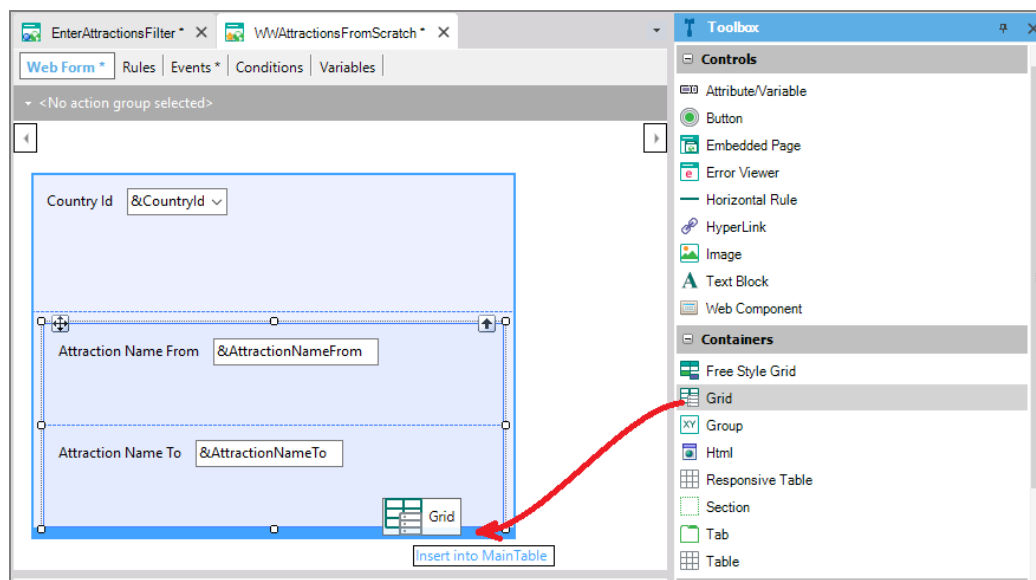 EnterAttractionsFilter *
WWAttractionsFromScratch *
Web Form *
Rules
Events *
Conditions
Variables
<No action group selected>
Country Id
&CountryId
Attraction Name From
&AttractionNameFrom
Attraction Name To
&AttractionNameTo
Grid
Insert into MainTable
Toolbox
Controls
Attribute/Variable
Button
Embedded Page
Error Viewer
Horizontal Rule
HyperLink
Image
Text Block
Web Component
Containers
Free Style Grid
Grid
Group
Html
Responsive Table
Section
Tab
Table